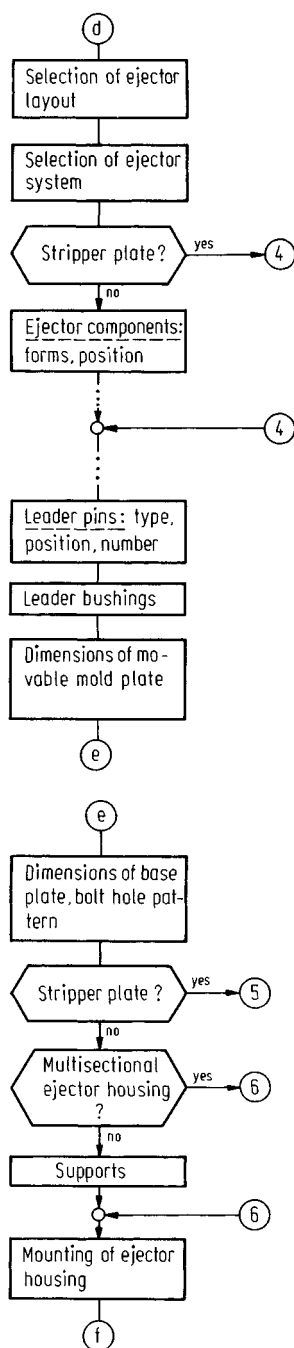 d
Selection of ejector
layout
Selection of ejector
system
Stripper plate?
yes
4
no
Ejector components:
forms, position
4
Leader pins: type,
position, number
Leader bushings
Dimensions of mo-
vable mold plate
e
e
Dimensions of base
plate, bolt hole pat-
tern
Stripper plate ?
yes
5
no
Multisectional
ejector housing
?
yes
6
no
Supports
6
Mounting of ejector
housing
f